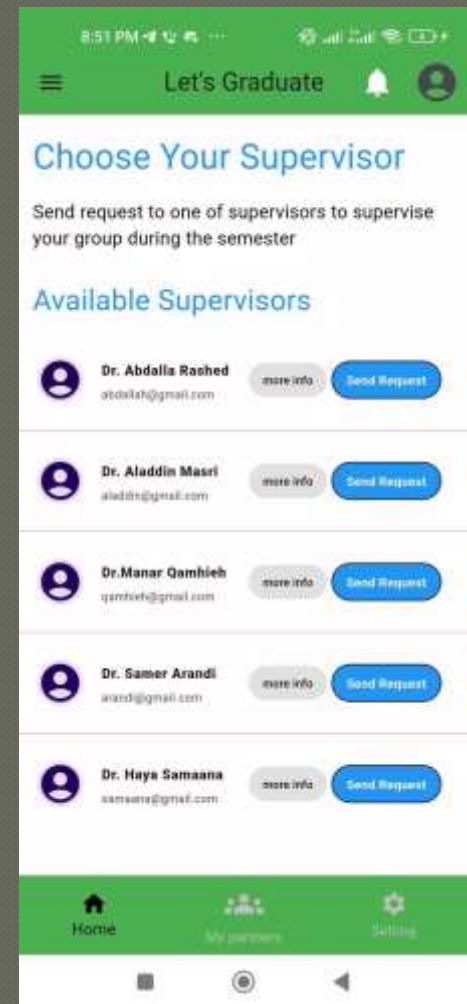 8:51 PM
Let's Graduate
Choose Your Supervisor
Send request to one of supervisors to supervise
your group during the semester
Available Supervisors
Dr. Abdalla Rashed
abdallah@gmail.com
more info
Send Request
Dr. Aladdin Masri
aladdin@gmail.com
more info
Send Request
Dr.Manar Qamhieh
qamhieh@gmail.com
more info
Send Request
Dr. Samer Arandi
arandi@gmail.com
more info
Send Request
Dr. Haya Samaana
samaana@gmail.com
more info
Send Request
Home
My partners
Setting